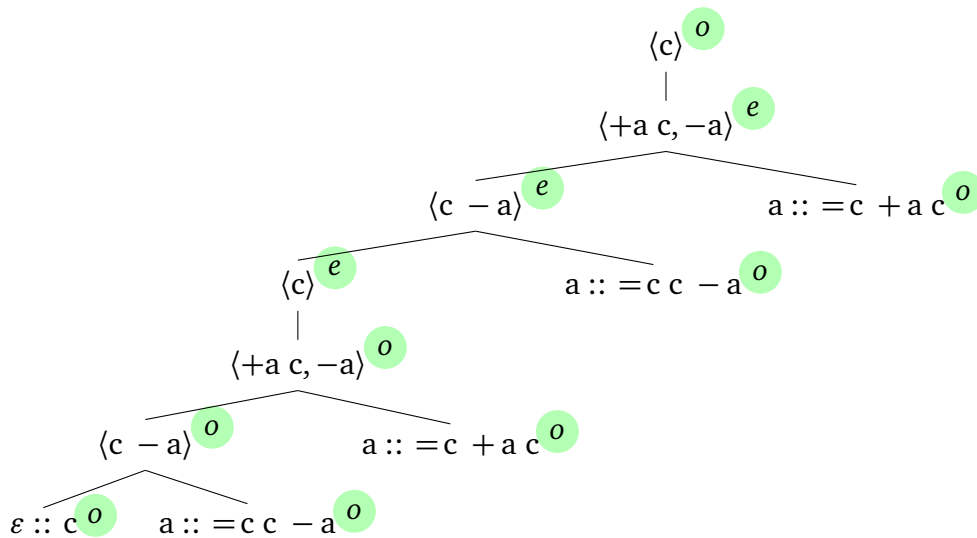 ⟨c⟩ o
⟨+a c, −a⟩ e
⟨c −a⟩ e a :: =c +a c o
⟨c⟩ e a :: =c c −a o
⟨+a c, −a⟩ o
⟨c −a⟩ o a :: =c +a c o
ε :: c o a :: =c c −a o